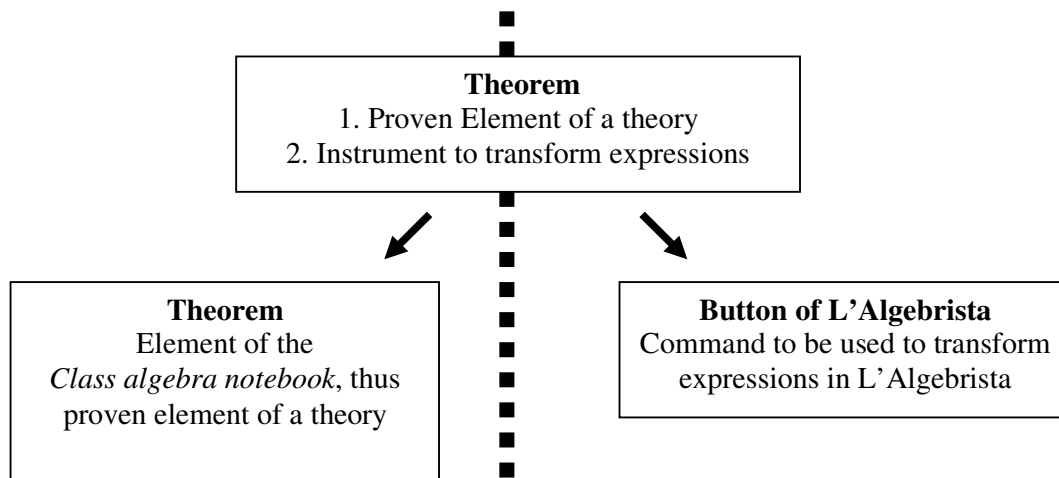 Theorem
1. Proven Element of a theory
2. Instrument to transform expressions
Theorem
Element of the
Class algebra notebook, thus
proven element of a theory
Button of L’Algebrista
Command to be used to transform
expressions in L’Algebrista